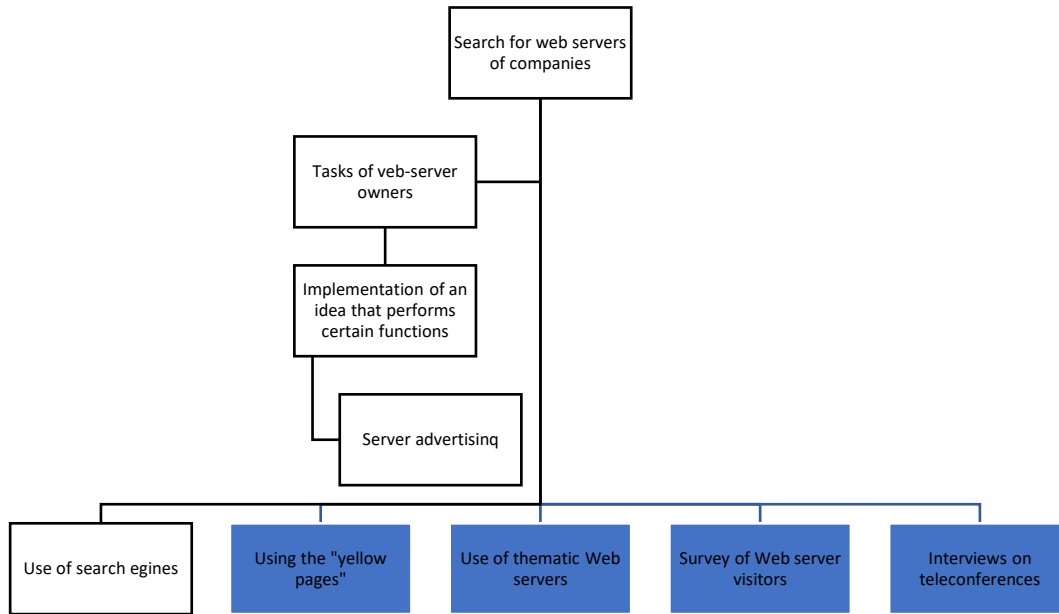 Search for web servers
of companies
Tasks of veb-server
owners
Implementation of an
idea that performs
certain functions
Server advertisinq
Use of search egines
Using the "yellow
pages"
Use of thematic Web
servers
Survey of Web server
visitors
Interviews on
teleconferences